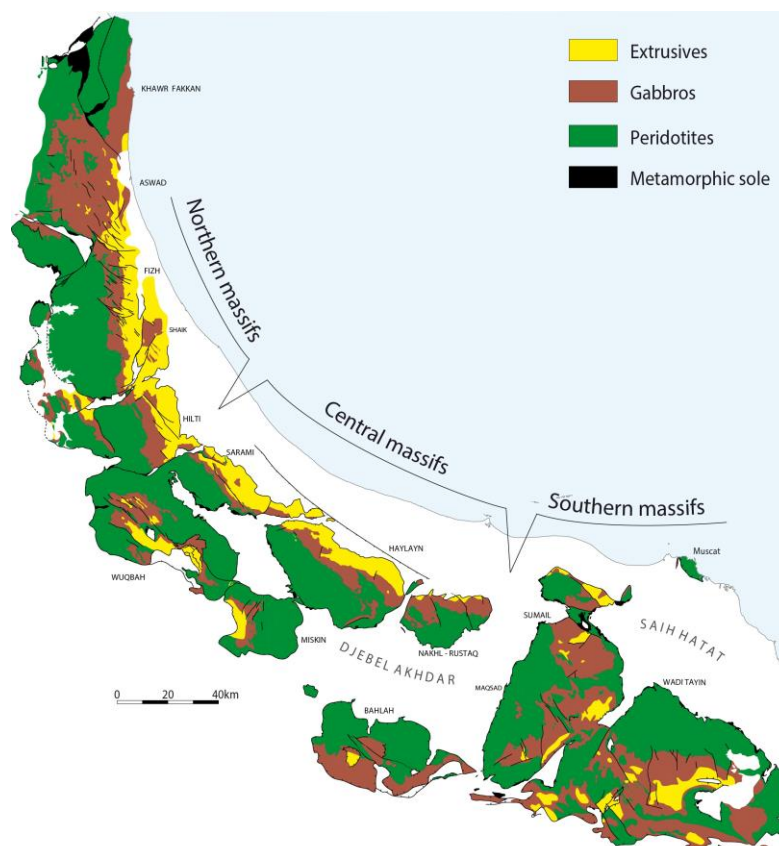 Extrusives
Gabbros
Peridotites
Metamorphic sole
KHAWR FAKKAN
ASWAD
Northern massifs
FIZH
SHAIK
HILTI
Central massifs
SARAMI
Southern massifs
HAYLAYN
Muscat
WUQBAH
SUMAIL
SAIH HATAT
MISKIN
NAKHL - RUSTAQ
DJEBEL AKHDAR
MAQSAD
WADI TAYIN
0 20 40km
BAHLAH